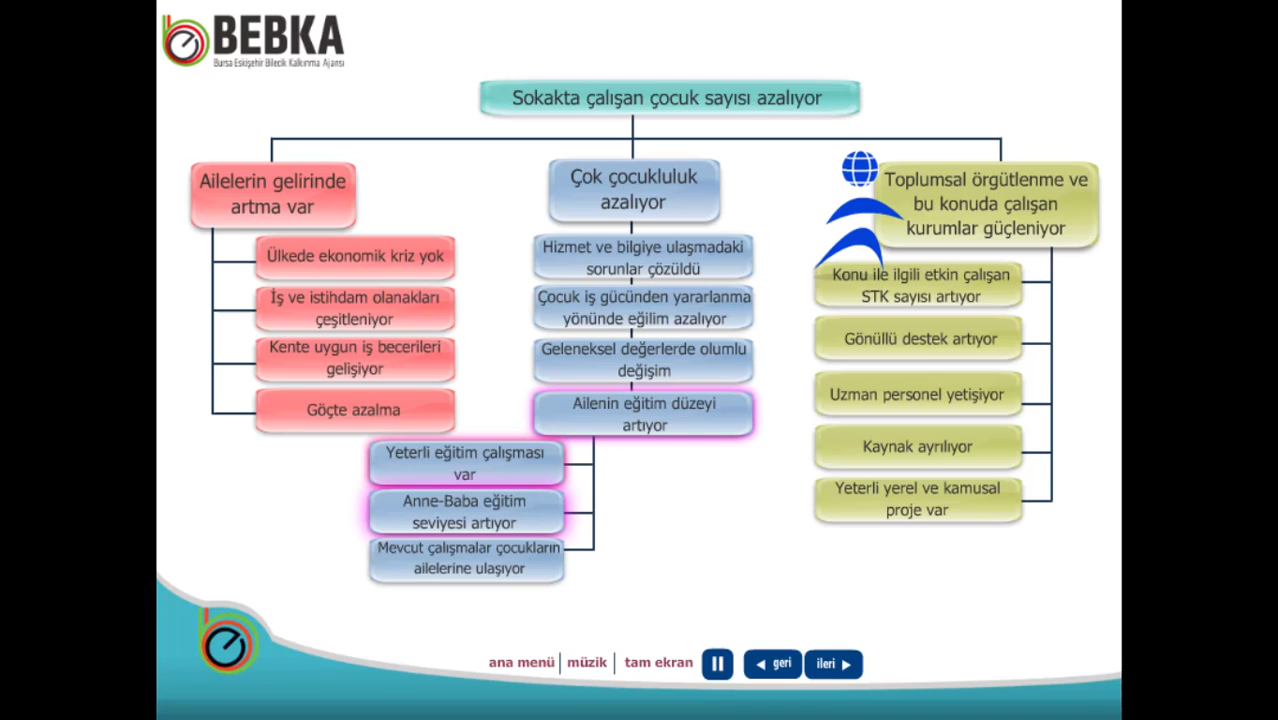 BEBKA
Bursa Eskişehir Bilecik Kalkınma Ajansı
Sokakta çalışan çocuk sayısı azalıyor
Ailelerin gelirinde
artma var
Ülkede ekonomik kriz yok
İş ve istihdam olanakları
çeşitleniyor
Kente uygun iş becerileri
gelişiyor
Göçte azalma
Çok çocukluluk
azalıyor
Hizmet ve bilgiye ulaşmadaki
sorunlar çözüldü
Çocuk iş gücünden yararlanma
yönünde eğilim azalıyor
Geleneksel değerlerde olumlu
değişim
Ailenin eğitim düzeyi
artıyor
Yeterli eğitim çalışması
var
Anne-Baba eğitim
seviyesi artıyor
Mevcut çalışmalar çocukların
ailelerine ulaşıyor
Toplumsal örgütlenme ve
bu konuda çalışan
kurumlar güçleniyor
Konu ile ilgili etkin çalışan
STK sayısı artıyor
Gönüllü destek artıyor
Uzman personel yetişiyor
Kaynak ayrılıyor
Yeterli yerel ve kamusal
proje var
ana menü müzik tam ekran geri ileri